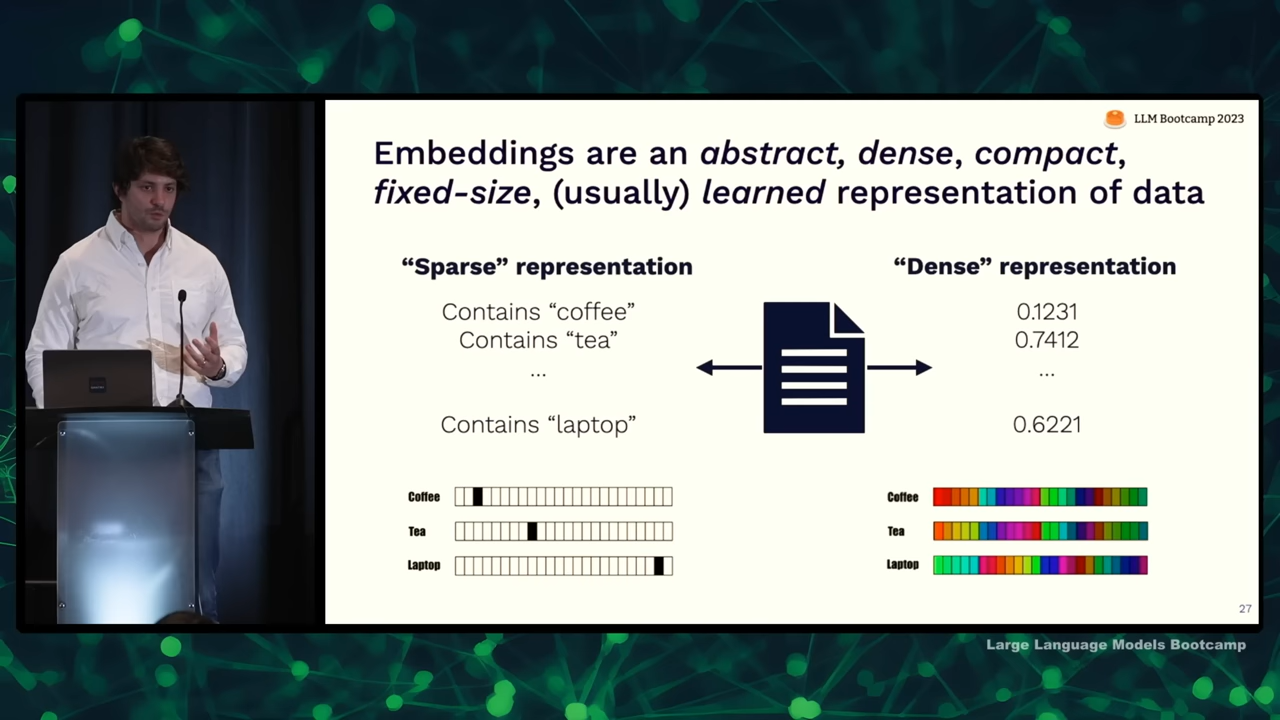 LLM Bootcamp 2023
Embeddings are an abstract, dense, compact,
fixed-size, (usually) learned representation of data
“Sparse” representation
Contains “coffee”
Contains “tea”
...
Contains “laptop”
Coffee
Tea
Laptop
“Dense” representation
0.1231
0.7412
...
0.6221
Coffee
Tea
Laptop
27
Large Language Models Bootcamp